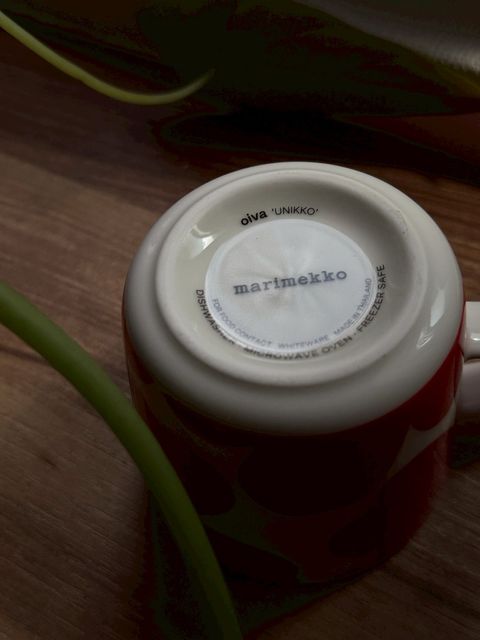 oiva 'UNIKKO'
marimekko
FOR FOOD CONTACT WHITEWARE MADE IN THAILAND
DISHWASHER · MICROWAVE OVEN · FREEZER SAFE